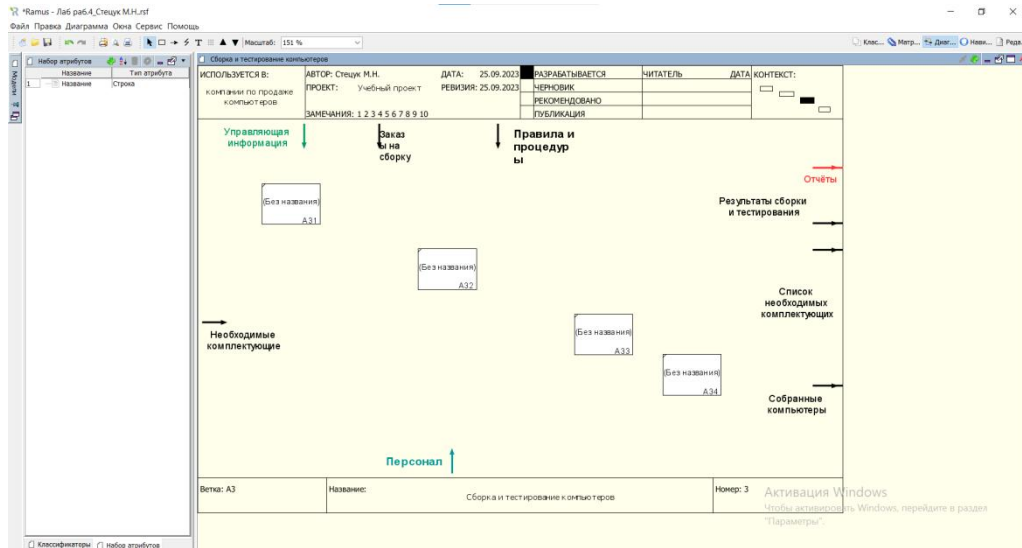 *Ramus - Лаб раб.4_Стецук М.Н..rsf
Файл Правка Диаграмма Окна Сервис Помощь
Масштаб: 151 %
Клас... Матр... Диаг... Нави... Реда.
Модели
Набор атрибутов
Название Тип атрибута
1 Название Строка
Сборка и тестирование компьютеров
ИСПОЛЬЗУЕТСЯ В:
компании по продаже
компьютеров
АВТОР: Стецук М.Н. ДАТА: 25.09.2023
ПРОЕКТ: Учебный проект РЕВИЗИЯ: 25.09.2023
ЗАМЕЧАНИЯ: 1 2 3 4 5 6 7 8 9 10
РАЗРАБАТЫВАЕТСЯ
ЧЕРНОВИК
РЕКОМЕНДОВАНО
ПУБЛИКАЦИЯ
ЧИТАТЕЛЬ ДАТА
КОНТЕКСТ:
Управляющая
информация
Заказ
ы на
сборку
Правила и
процедур
ы
Отчёты
(Без названия)
A31
Результаты сборки
и тестирования
(Без названия)
A32
Список
необходимых
комплектующих
Необходимые
комплектующие
(Без названия)
A33
(Без названия)
A34
Собранные
компьютеры
Персонал
Ветка: A3
Название:
Сборка и тестирование компьютеров
Номер: 3
Активация Windows
Чтобы активировать Windows, перейдите в раздел
"Параметры".
Классификаторы Набор атрибутов